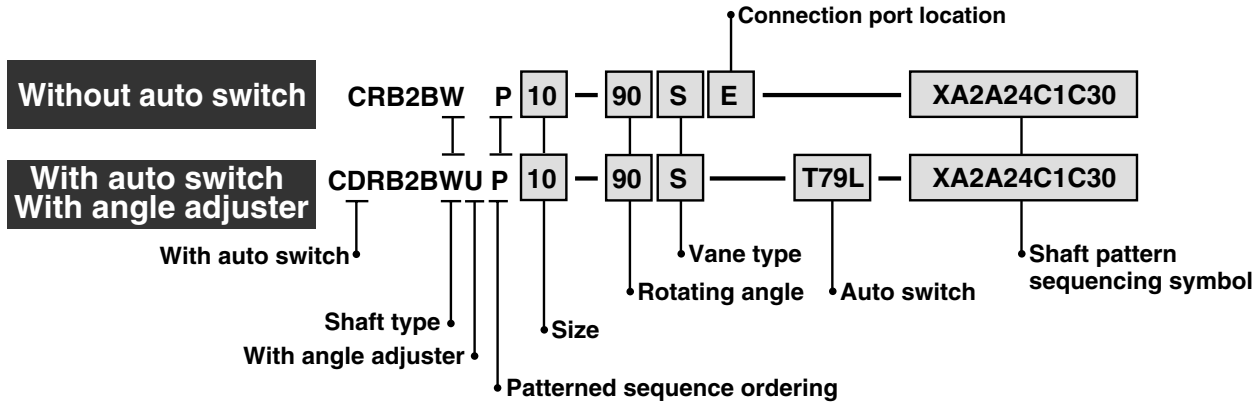 Connection port location
Without auto switch CRB2BW P 10 — 90 S E — XA2A24C1C30
With auto switch
With angle adjuster
CDRB2BWU P 10 — 90 S — T79L — XA2A24C1C30
With auto switch
Vane type
Shaft pattern
sequencing symbol
Rotating angle
Auto switch
Shaft type
Size
With angle adjuster
Patterned sequence ordering